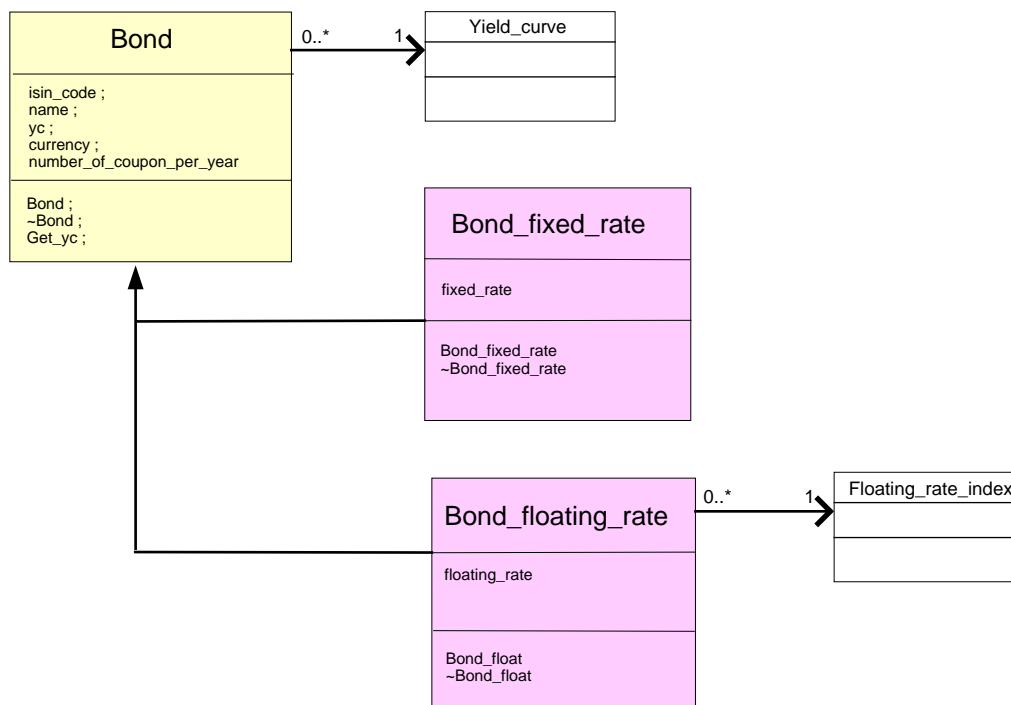 Bond
isin_code ;
name ;
yc ;
currency ;
number_of_coupon_per_year
Bond ;
~Bond ;
Get_yc ;
0..*
1
Yield_curve
Bond_fixed_rate
fixed_rate
Bond_fixed_rate
~Bond_fixed_rate
Bond_floating_rate
floating_rate
Bond_float
~Bond_float
0..*
1
Floating_rate_index